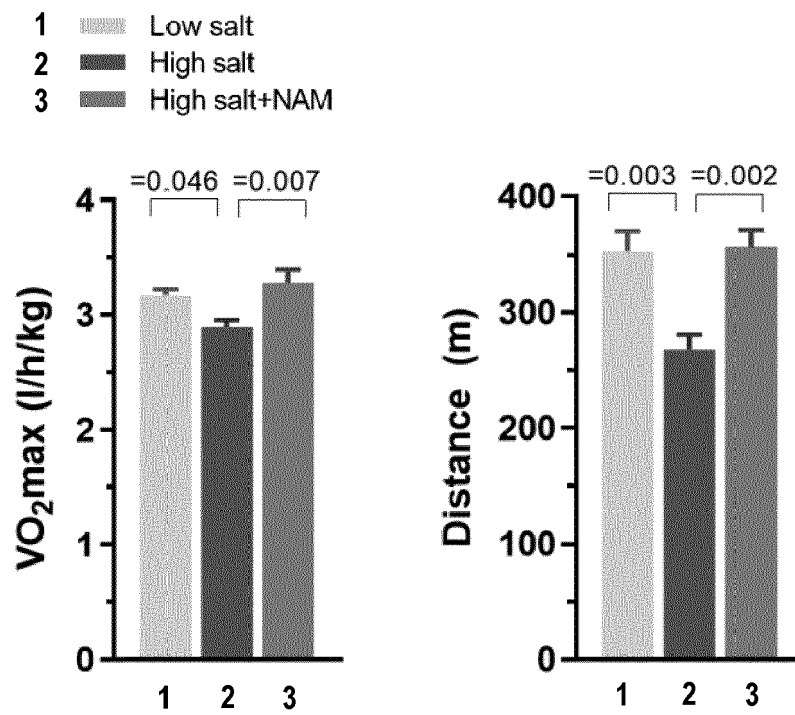 1 Low salt
2 High salt
3 High salt+NAM
=0.046 =0.007
4
3
2
1
0
VO₂max (l/h/kg)
1 2 3
=0.003 =0.002
400
300
200
100
0
Distance (m)
1 2 3